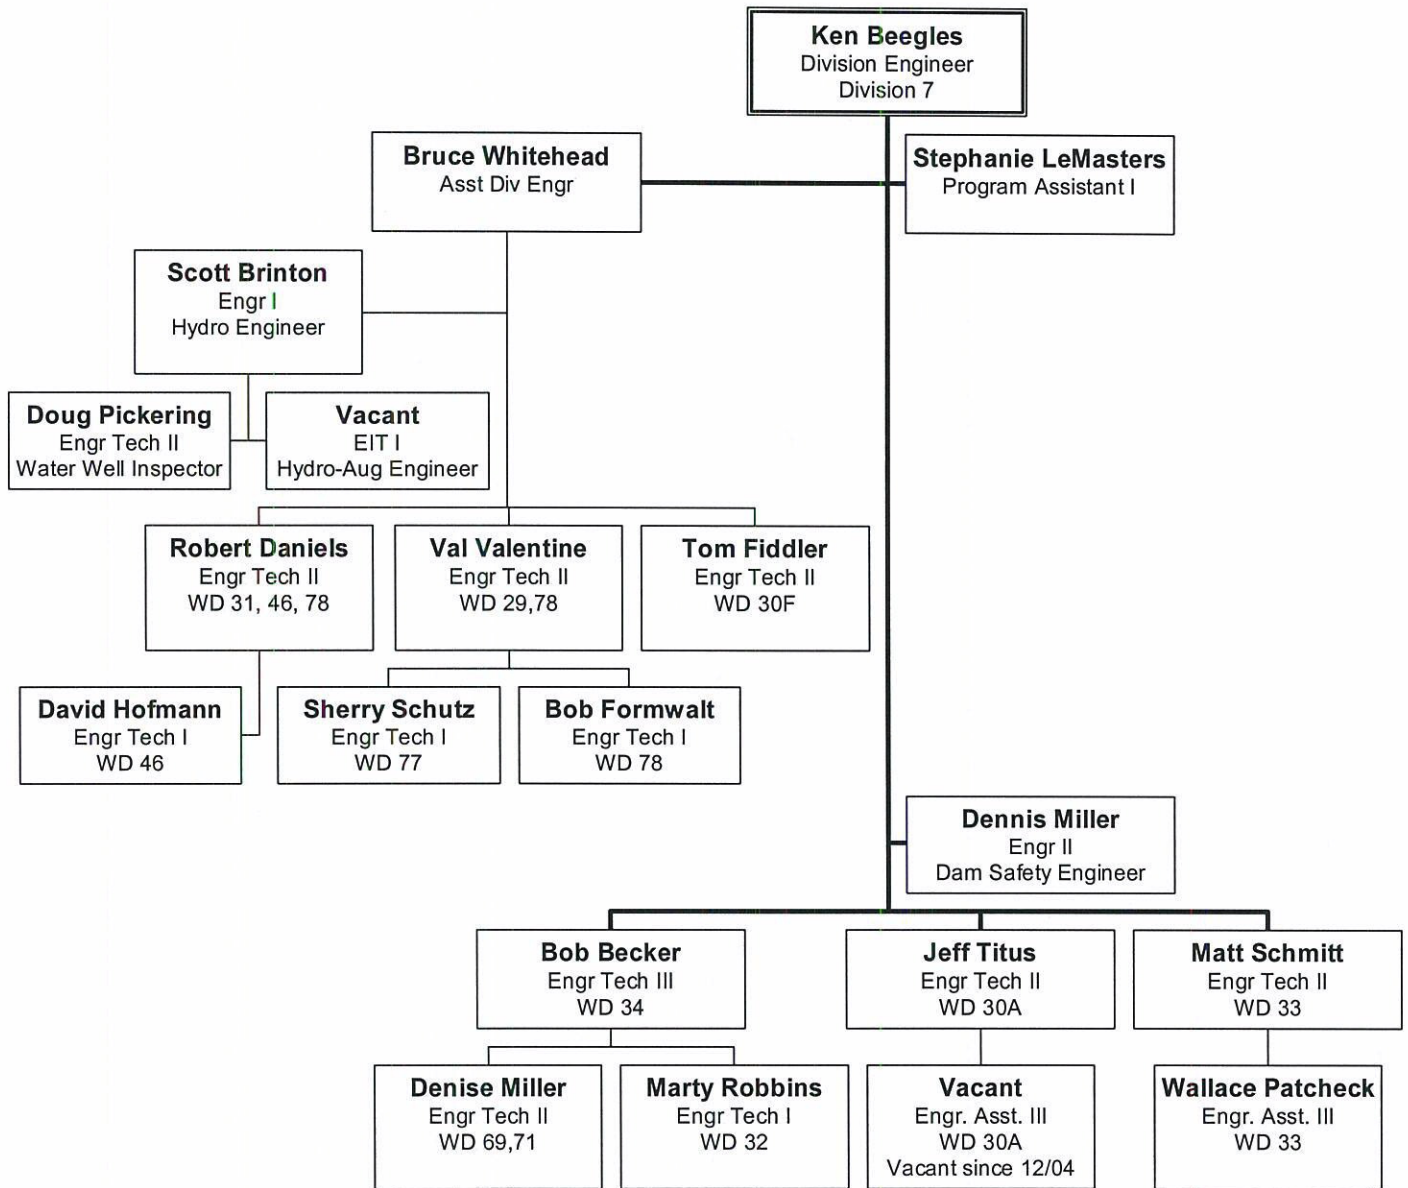 Ken Beegles
Division Engineer
Division 7
Bruce Whitehead
Asst Div Engr
Stephanie LeMasters
Program Assistant I
Scott Brinton
Engr I
Hydro Engineer
Doug Pickering
Engr Tech II
Water Well Inspector
Vacant
EIT I
Hydro-Aug Engineer
Robert Daniels
Engr Tech II
WD 31, 46, 78
Val Valentine
Engr Tech II
WD 29,78
Tom Fiddler
Engr Tech II
WD 30F
David Hofmann
Engr Tech I
WD 46
Sherry Schutz
Engr Tech I
WD 77
Bob Formwalt
Engr Tech I
WD 78
Dennis Miller
Engr II
Dam Safety Engineer
Bob Becker
Engr Tech III
WD 34
Jeff Titus
Engr Tech II
WD 30A
Matt Schmitt
Engr Tech II
WD 33
Denise Miller
Engr Tech II
WD 69,71
Marty Robbins
Engr Tech I
WD 32
Vacant
Engr. Asst. III
WD 30A
Vacant since 12/04
Wallace Patcheck
Engr. Asst. III
WD 33